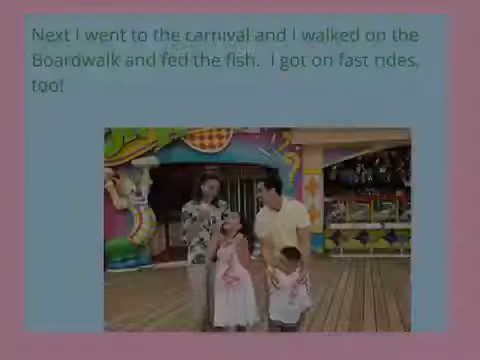 Next I went to the carnival and I walked on the
Boardwalk and fed the fish. I got on fast rides,
too!